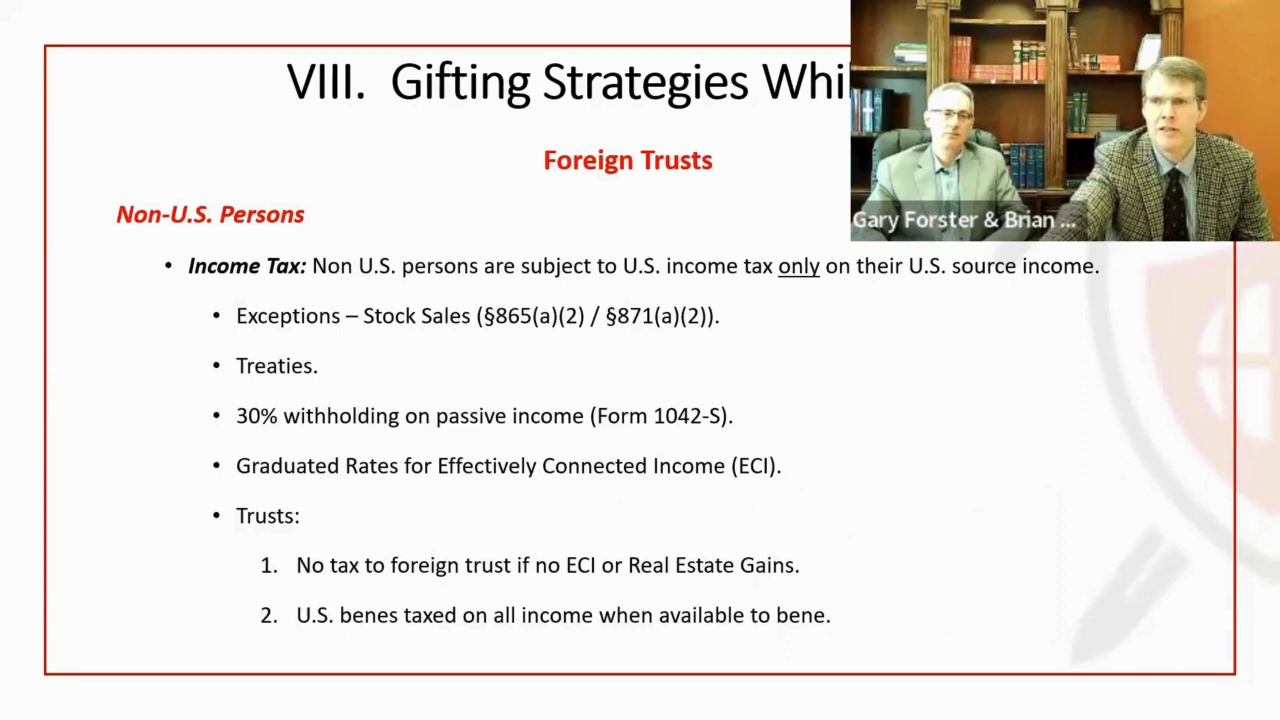 VIII. Gifting Strategies Whi
Foreign Trusts
Gary Forster & Brian ...
Non-U.S. Persons
• Income Tax: Non U.S. persons are subject to U.S. income tax only on their U.S. source income.
• Exceptions – Stock Sales (§865(a)(2) / §871(a)(2)).
• Treaties.
• 30% withholding on passive income (Form 1042-S).
• Graduated Rates for Effectively Connected Income (ECI).
• Trusts:
1. No tax to foreign trust if no ECI or Real Estate Gains.
2. U.S. benes taxed on all income when available to bene.